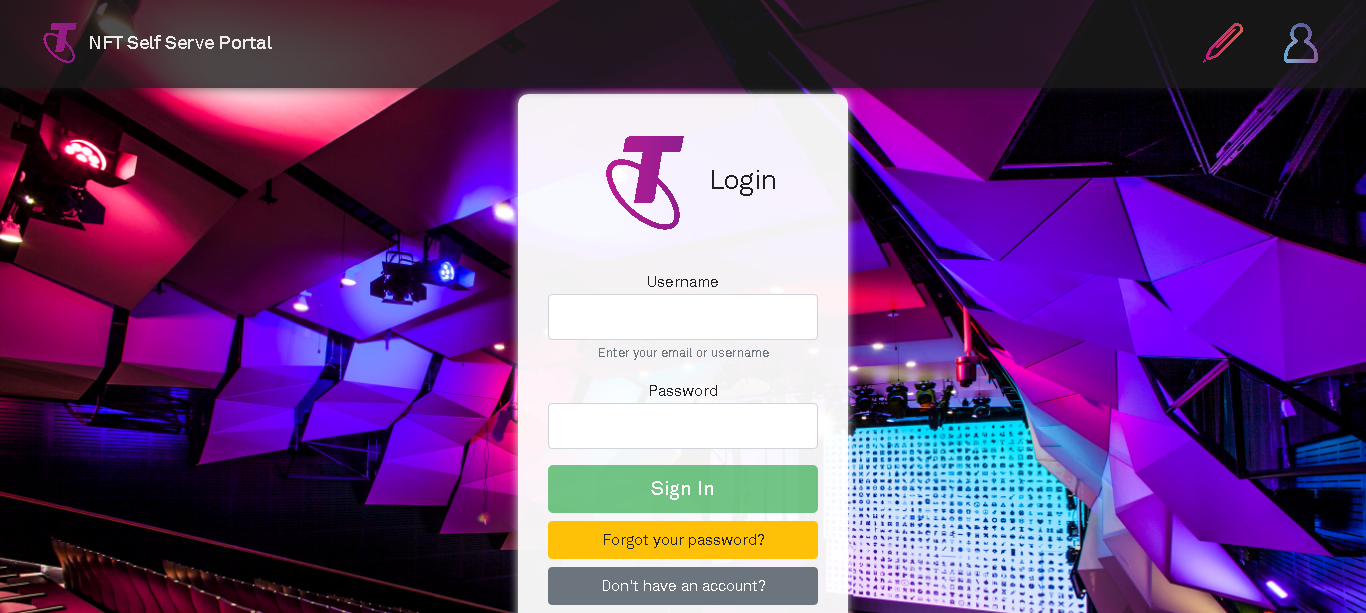 NFT Self Serve Portal
Login
Username
Enter your email or username
Password
Sign In
Forgot your password?
Don't have an account?